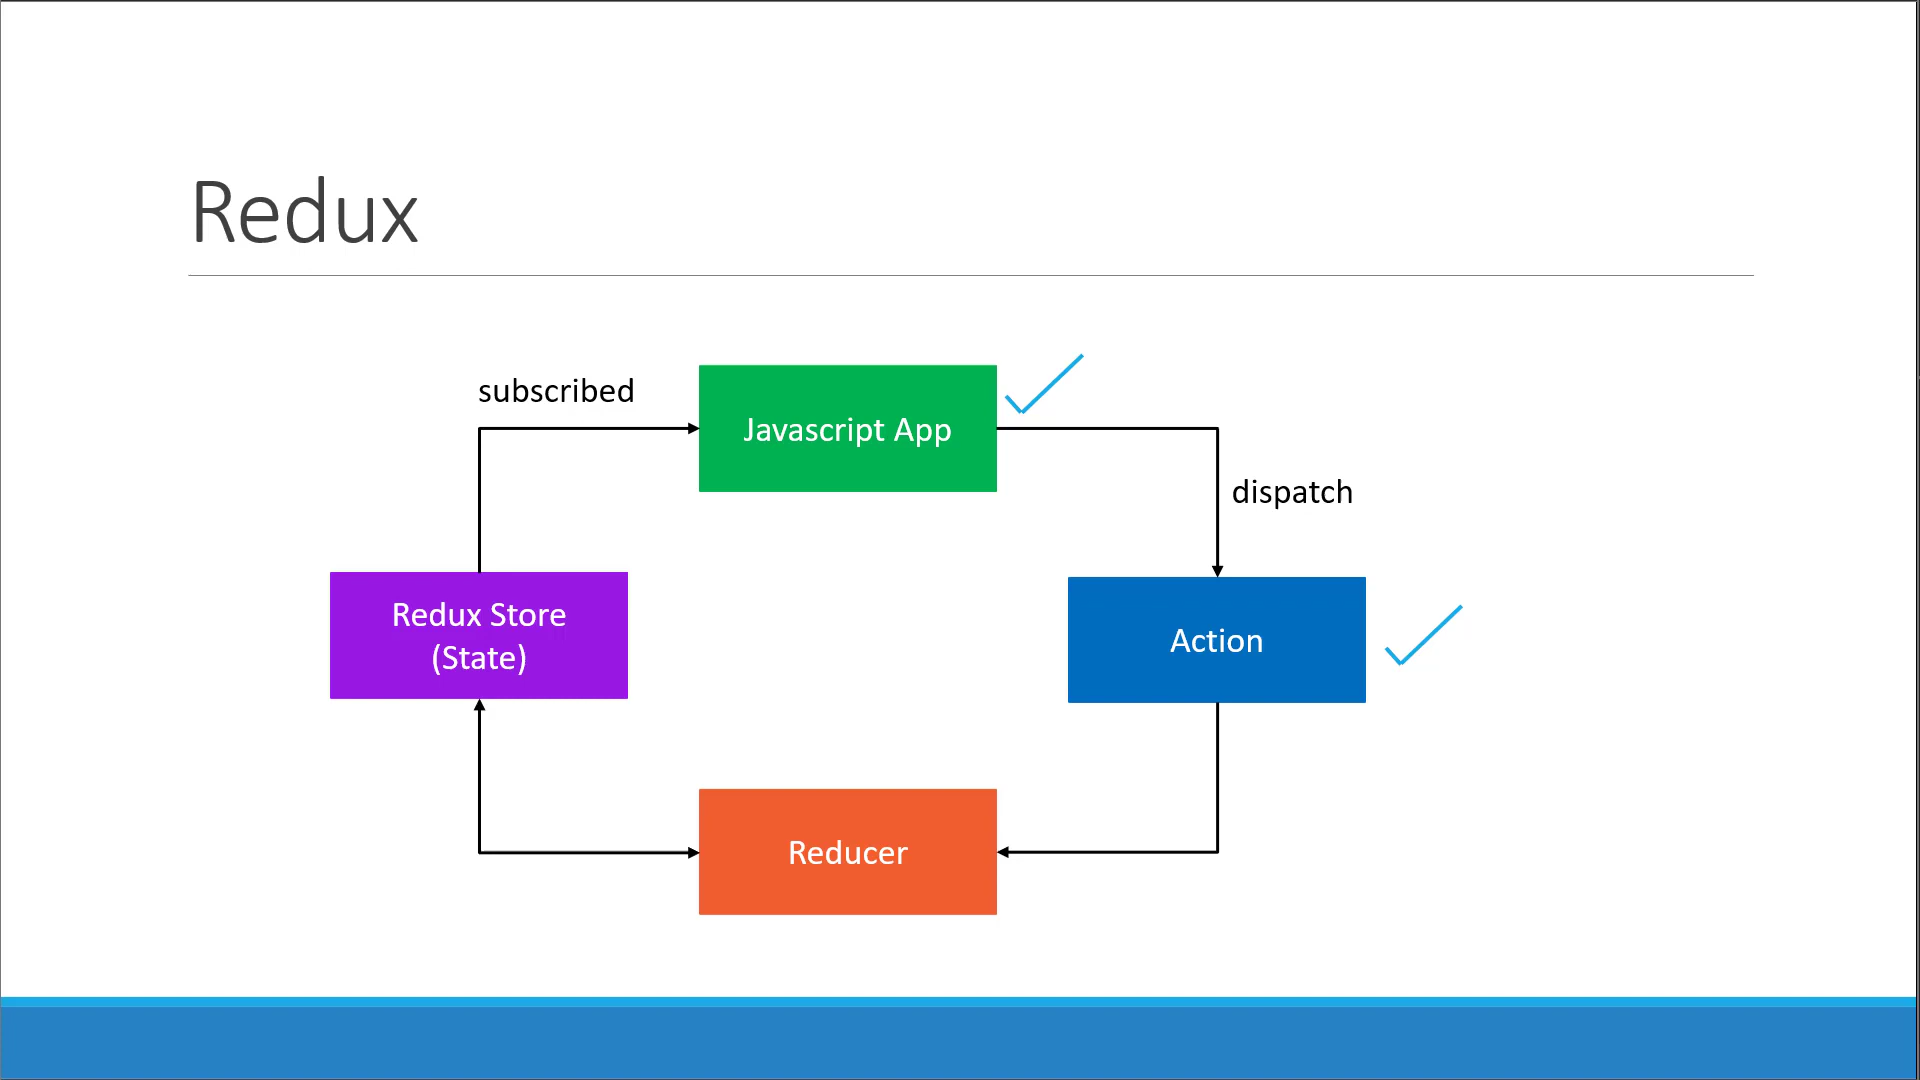 Redux
subscribed
Javascript App
dispatch
Redux Store
(State)
Action
Reducer